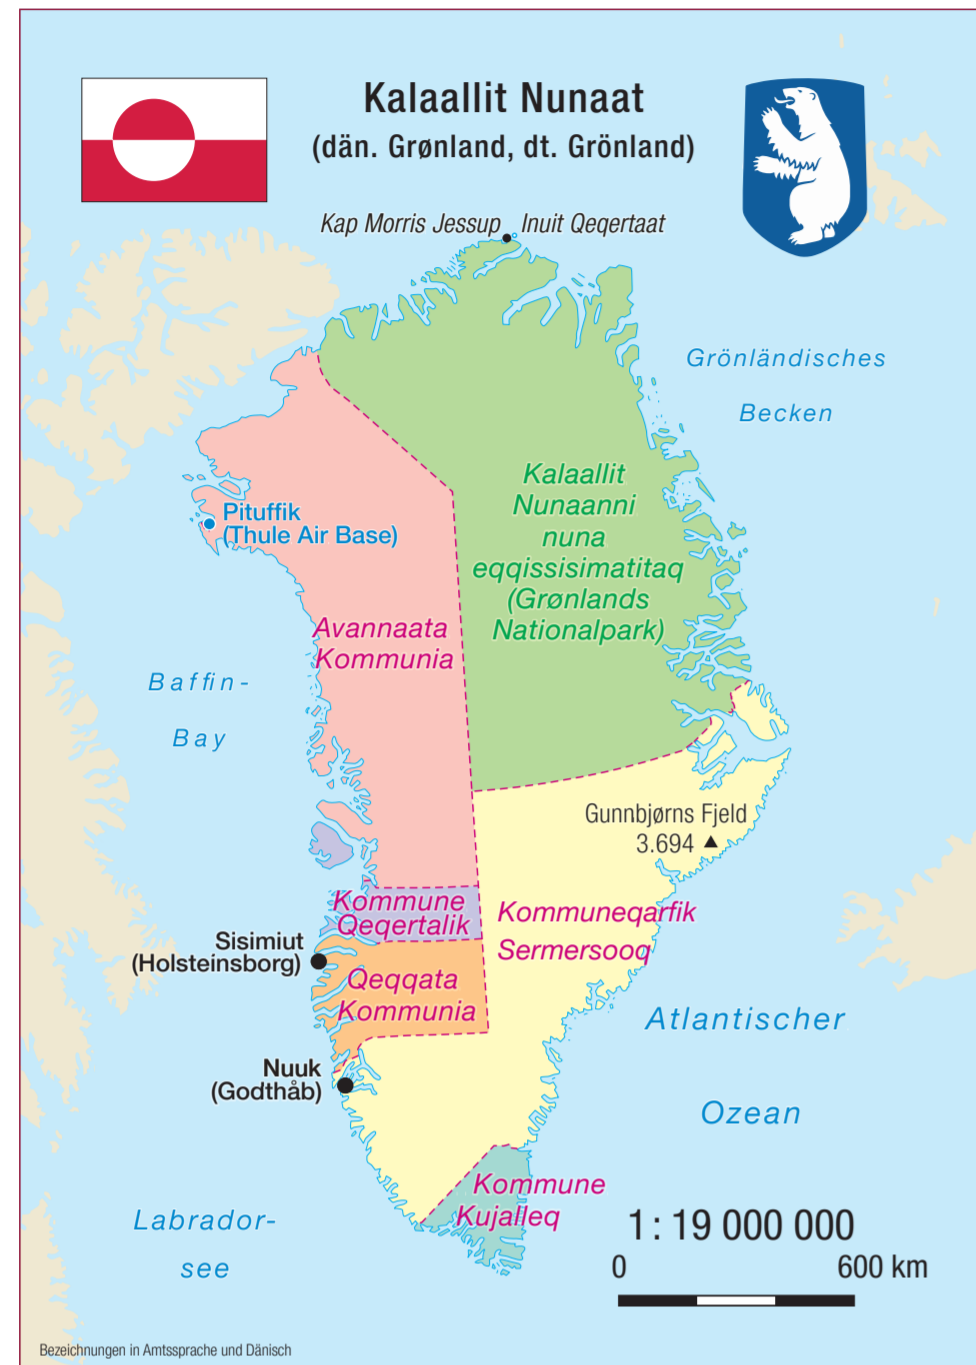 Kalaallit Nunaat
(dän. Grønland, dt. Grönland)
Kap Morris Jessup
Inuit Qeqertaat
Grönländisches
Becken
Kalaallit
Nunaanni
nuna
eqqissisimatitaq
(Grønlands
Nationalpark)
Pituffik
(Thule Air Base)
Avannaata
Kommunia
Baffin-
Bay
Gunnbjørns Fjeld
3.694
Kommune
Qeqertalik
Kommuneqarfik
Sermersooq
Sisimiut
(Holsteinsborg)
Qeqqata
Kommunia
Atlantischer
Ozean
Nuuk
(Godthåb)
Kommune
Kujalleq
Labrador-
see
1 : 19 000 000
0 600 km
Bezeichnungen in Amtssprache und Dänisch